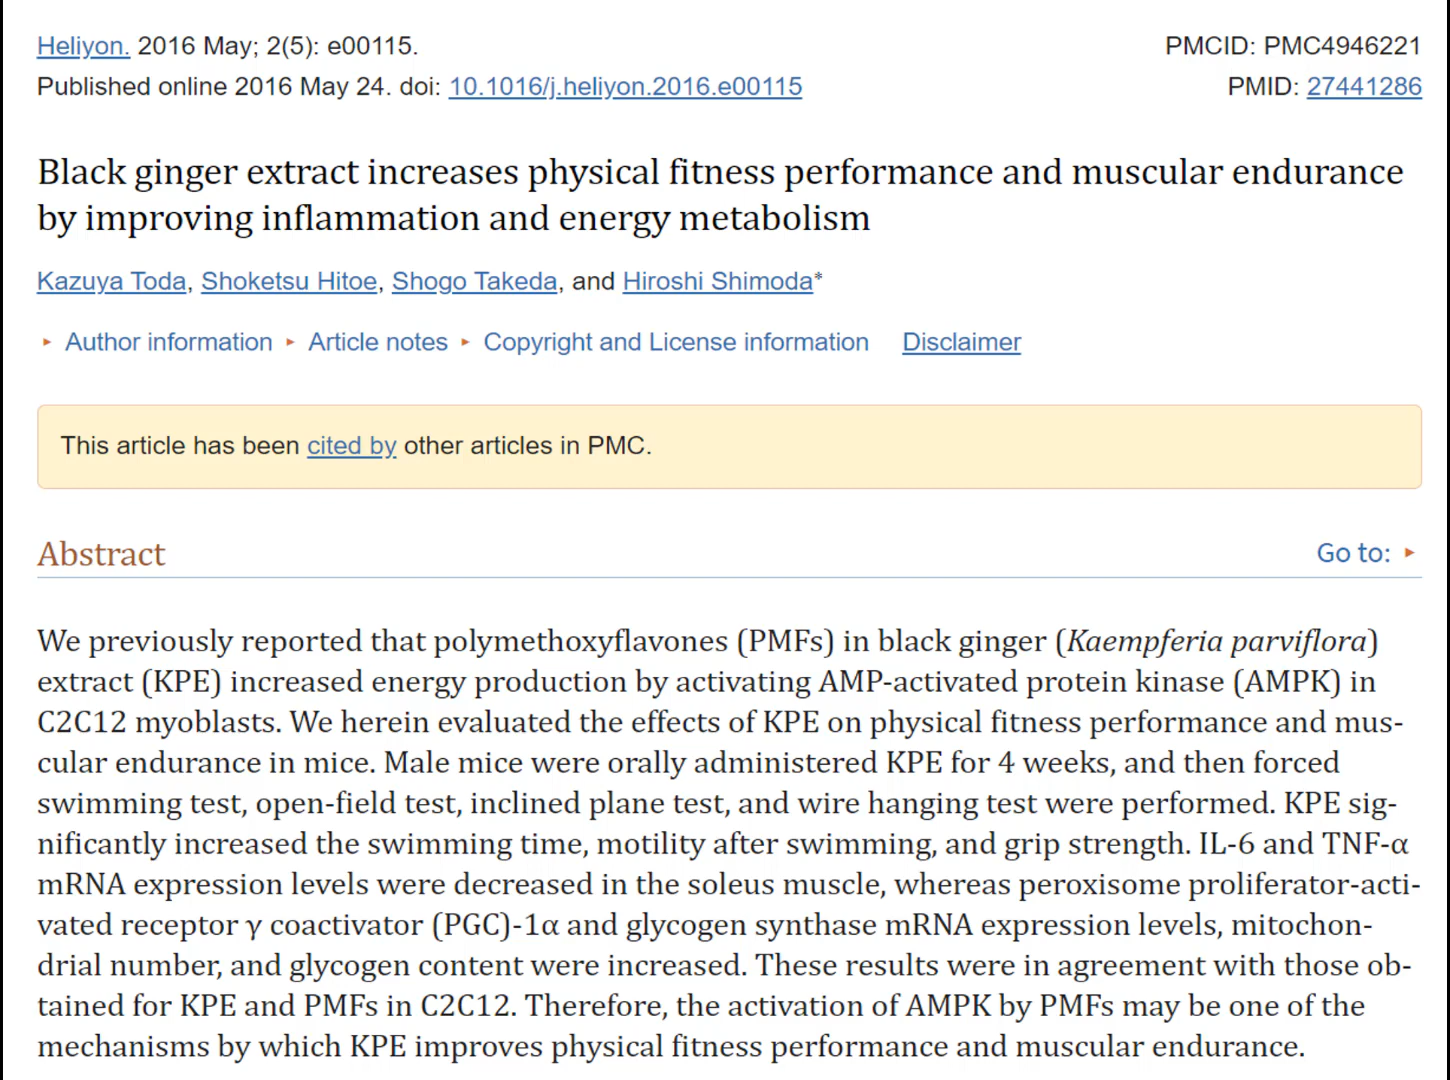 Heliyon. 2016 May; 2(5): e00115.
PMCID: PMC4946221
Published online 2016 May 24. doi: 10.1016/j.heliyon.2016.e00115
PMID: 27441286
Black ginger extract increases physical fitness performance and muscular endurance
by improving inflammation and energy metabolism
Kazuya Toda, Shoketsu Hitoe, Shogo Takeda, and Hiroshi Shimoda*
▸ Author information ▸ Article notes ▸ Copyright and License information Disclaimer
This article has been cited by other articles in PMC.
Abstract
Go to: ▸
We previously reported that polymethoxyflavones (PMFs) in black ginger (Kaempferia parviflora)
extract (KPE) increased energy production by activating AMP-activated protein kinase (AMPK) in
C2C12 myoblasts. We herein evaluated the effects of KPE on physical fitness performance and mus-
cular endurance in mice. Male mice were orally administered KPE for 4 weeks, and then forced
swimming test, open-field test, inclined plane test, and wire hanging test were performed. KPE sig-
nificantly increased the swimming time, motility after swimming, and grip strength. IL-6 and TNF-α
mRNA expression levels were decreased in the soleus muscle, whereas peroxisome proliferator-acti-
vated receptor γ coactivator (PGC)-1α and glycogen synthase mRNA expression levels, mitochon-
drial number, and glycogen content were increased. These results were in agreement with those ob-
tained for KPE and PMFs in C2C12. Therefore, the activation of AMPK by PMFs may be one of the
mechanisms by which KPE improves physical fitness performance and muscular endurance.